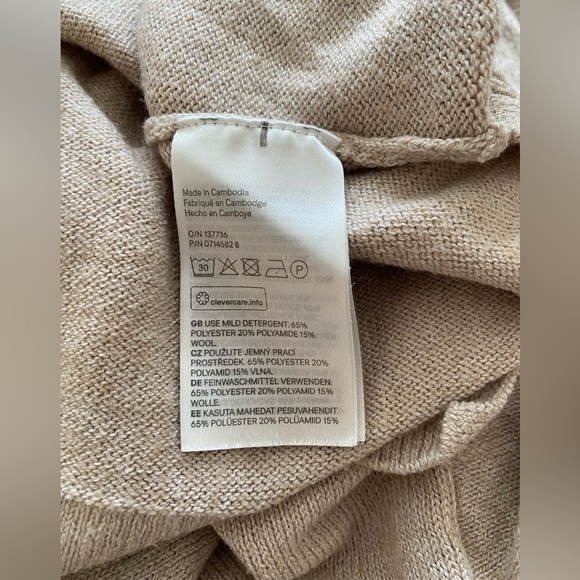 Made in Cambodia
Fabriqué en Cambodge
Hecho en Camboya
O/N 137736
P/N 0714582 8
30
P
clevercare.info
GB USE MILD DETERGENT. 65%
POLYESTER 20% POLYAMIDE 15%
WOOL.
CZ POUŽIJTE JEMNÝ PRACÍ
PROSTŘEDEK. 65% POLYESTER 20%
POLYAMID 15% VLNA.
DE FEINWASCHMITTEL VERWENDEN.
65% POLYESTER 20% POLYAMID 15%
WOLLE.
EE KASUTA MAHEDAT PESUVAHENDIT.
65% POLÜESTER 20% POLÜAMIID 15%